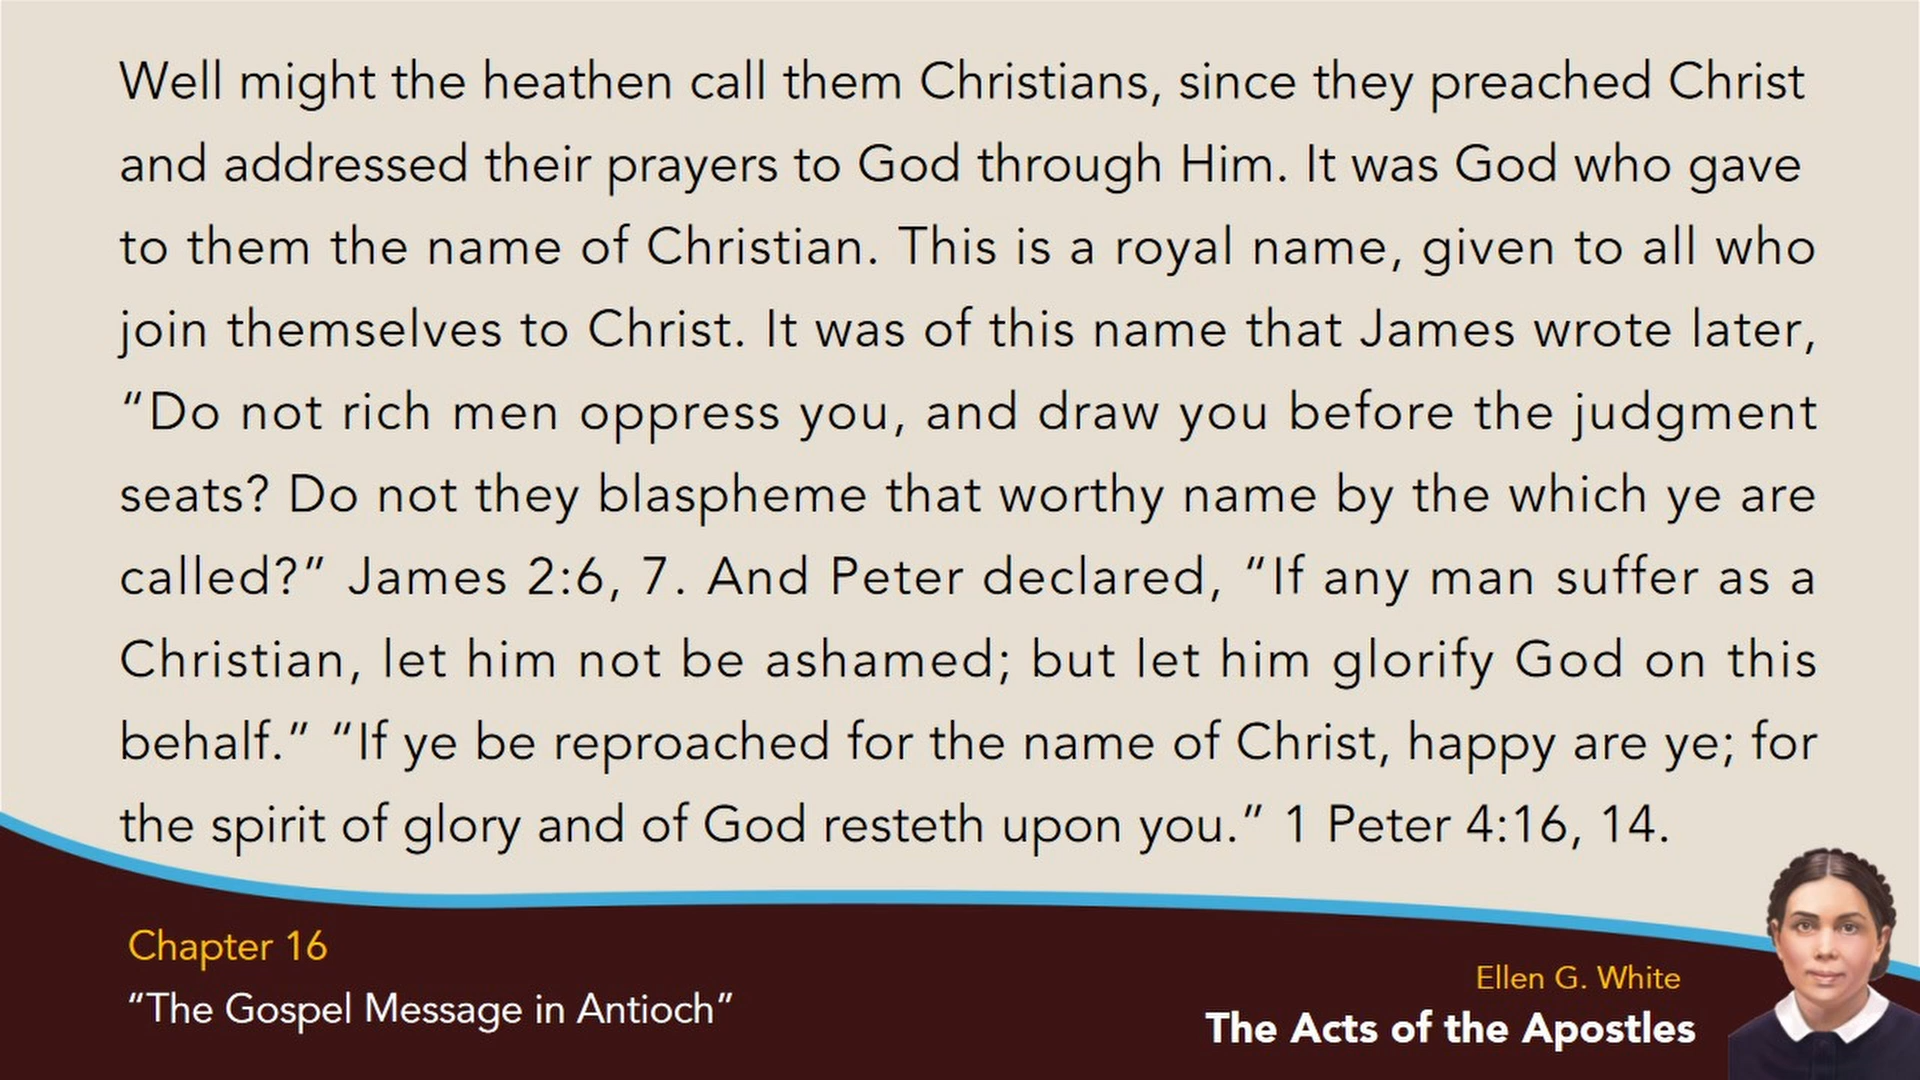 Well might the heathen call them Christians, since they preached Christ
and addressed their prayers to God through Him. It was God who gave
to them the name of Christian. This is a royal name, given to all who
join themselves to Christ. It was of this name that James wrote later,
“Do not rich men oppress you, and draw you before the judgment
seats? Do not they blaspheme that worthy name by the which ye are
called?” James 2:6, 7. And Peter declared, “If any man suffer as a
Christian, let him not be ashamed; but let him glorify God on this
behalf.” “If ye be reproached for the name of Christ, happy are ye; for
the spirit of glory and of God resteth upon you.” 1 Peter 4:16, 14.
Chapter 16
“The Gospel Message in Antioch”
Ellen G. White
The Acts of the Apostles